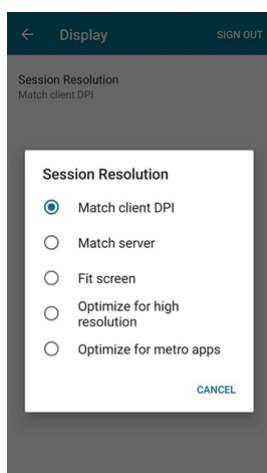 Display SIGN OUT
Session Resolution
Match client DPI
Session Resolution
Match client DPI
Match server
Fit screen
Optimize for high
resolution
Optimize for metro apps
CANCEL